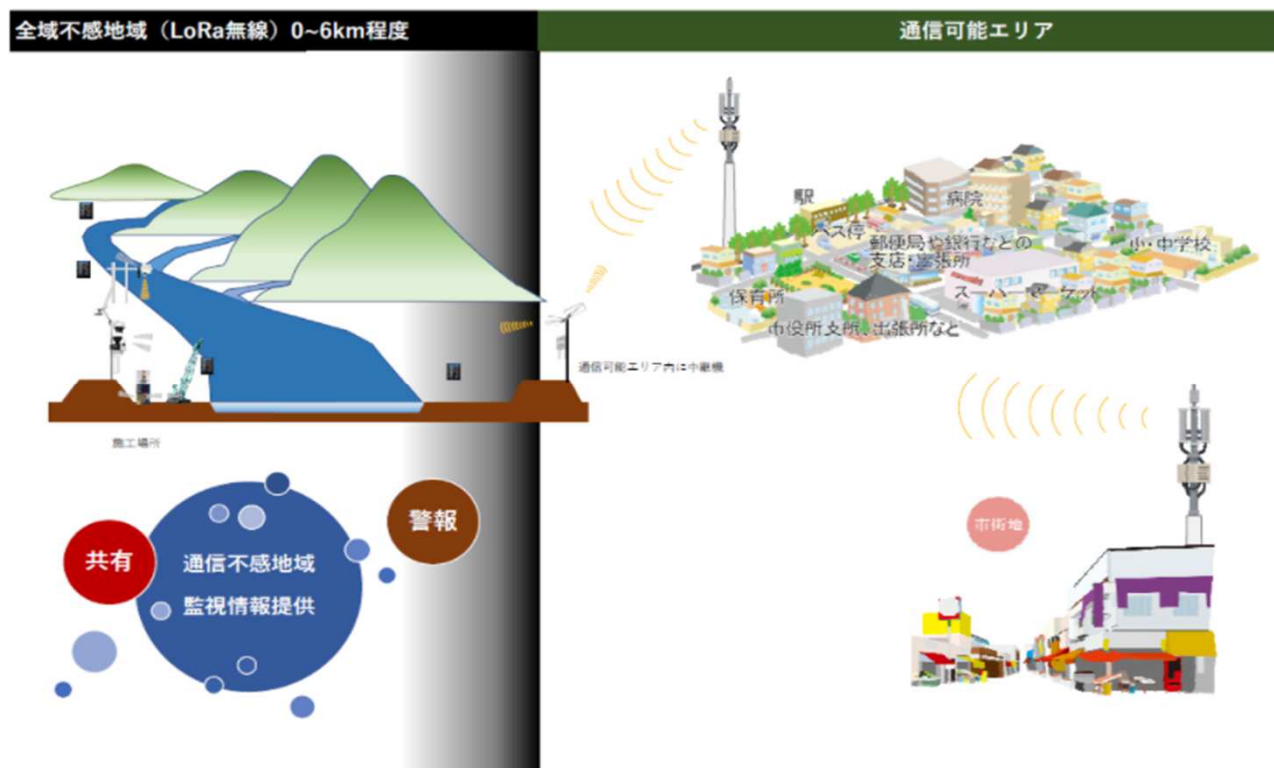 全域不感地域（LoRa無線）0~6km程度
通信可能エリア
駅
病院
バス停
郵便局や銀行などの
支店・出張所
小・中学校
保育所
スーパーマーケット
市役所支所、出張所など
通信可能エリア内に中継機
施工場所
共有
警報
通信不感地域
監視情報提供
市街地